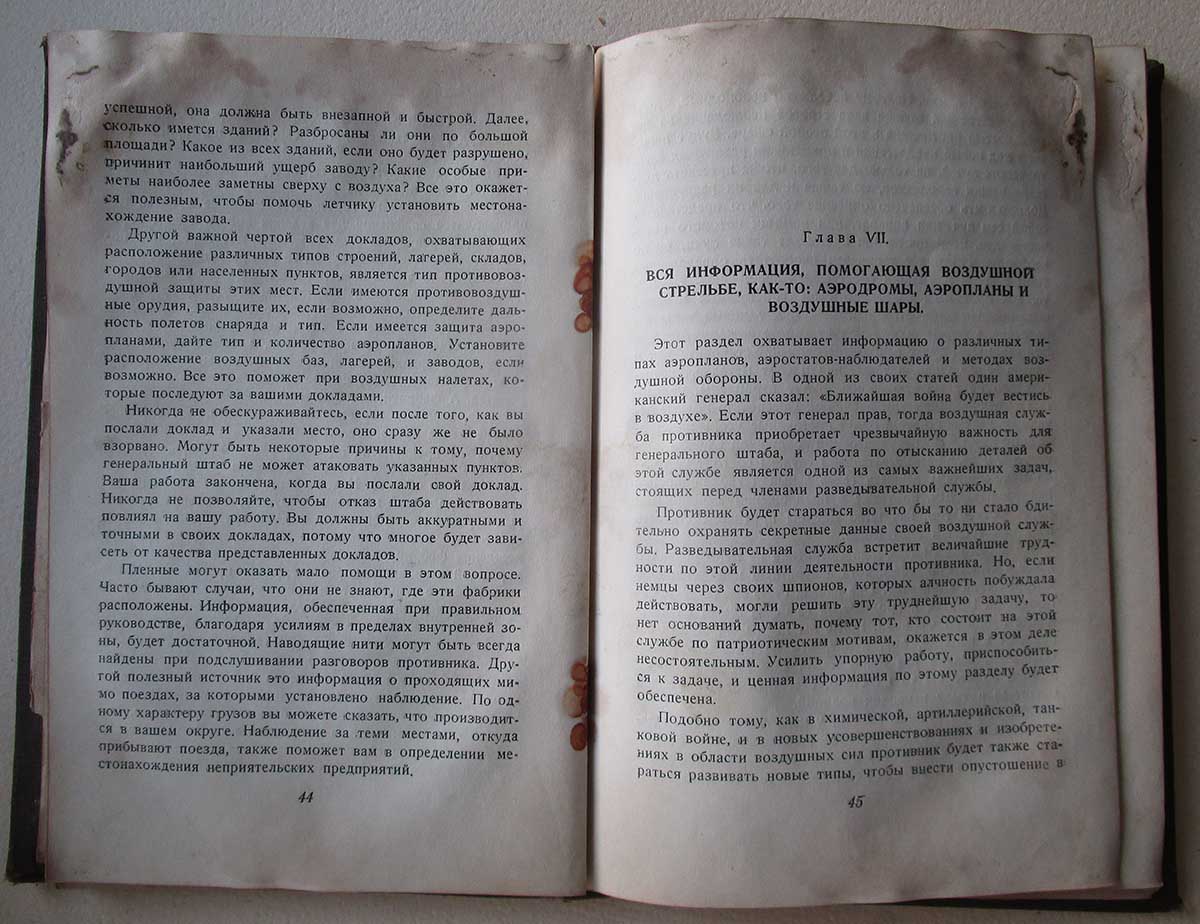 успешной, она должна быть внезапной и быстрой. Далее,
сколько имется зданий? Разбросаны ли они по большой
площади? Какое из всех зданий, если оно будет разрушено,
причинит наибольший ущерб заводу? Какие особые при-
меты наиболее заметны сверху с воздуха? Все это окажет-
ся полезным, чтобы помочь летчику установить местона-
хождение завода.
Другой важной чертой всех докладов, охватывающих
расположение различных типов строений, лагерей, складов,
городов или населенных пунктов, является тип противовоз-
душной защиты этих мест. Если имеются противовоздуш-
ные орудия, разыщите их, если возможно, определите даль-
ность полетов снаряда и тип. Если имеется защита аэро-
планами, дайте тип и количество аэропланов. Установите
расположение воздушных баз, лагерей, и заводов, если
возможно. Все это поможет при воздушных налетах, ко-
торые последуют за вашими докладами.
Никогда не обескураживайтесь, если после того, как вы
послали доклад и указали место, оно сразу же не было
взорвано. Могут быть некоторые причины к тому, почему
генеральный штаб не может атаковать указанных пунктов.
Ваша работа закончена, когда вы послали свой доклад.
Никогда не позволяйте, чтобы отказ штаба действовать
повлиял на вашу работу. Вы должны быть аккуратными и
точными в своих докладах, потому что многое будет зави-
сеть от качества представленных докладов.
Пленные могут оказать мало помощи в этом вопросе.
Часто бывают случаи, что они не знают, где эти фабрики
расположены. Информация, обеспеченная при правильном
руководстве, благодаря усилиям в пределах внутренней зо-
ны, будет достаточной. Наводящие нити могут быть всегда
найдены при подслушивании разговоров противника. Дру-
гой полезный источник это информация о проходящих ми-
мо поездах, за которыми установлено наблюдение. По од-
ному характеру грузов вы можете сказать, что производит-
ся в вашем округе. Наблюдение за теми местами, откуда
прибывают поезда, также поможет вам в определении ме-
стонахождения неприятельских предприятий.
44
Глава VII.
ВСЯ ИНФОРМАЦИЯ, ПОМОГАЮЩАЯ ВОЗДУШНОЙ
СТРЕЛЬБЕ, КАК-ТО: АЭРОДРОМЫ, АЭРОПЛАНЫ И
ВОЗДУШНЫЕ ШАРЫ.
Этот раздел охватывает информацию о различных ти-
пах аэропланов, аэростатов-наблюдателей и методах воз-
душной обороны. В одной из своих статей один амери-
канский генерал сказал: «Ближайшая война будет вестись
в воздухе». Если этот генерал прав, тогда воздушная служ-
ба противника приобретает чрезвычайную важность для
генерального штаба, и работа по отысканию деталей об
этой службе является одной из самых важнейших задач,
стоящих перед членами разведывательной службы.
Противник будет стараться во что бы то ни стало бди-
тельно охранять секретные данные своей воздушной служ-
бы. Разведывательная служба встретит величайшие труд-
ности по этой линии деятельности противника. Но, если
немцы через своих шпионов, которых алчность побуждала
действовать, могли решить эту труднейшую задачу, то
нет оснований думать, почему тот, кто состоит на этой
службе по патриотическим мотивам, окажется в этом деле
несостоятельным. Усилить упорную работу, приспособить-
ся к задаче, и ценная информация по этому разделу будет
обеспечена.
Подобно тому, как в химической, артиллерийской, тан-
ковой войне, и в новых усовершенствованиях и изобрете-
ниях в области воздушных сил противник будет также ста-
раться развивать новые типы, чтобы внести опустошение в
45